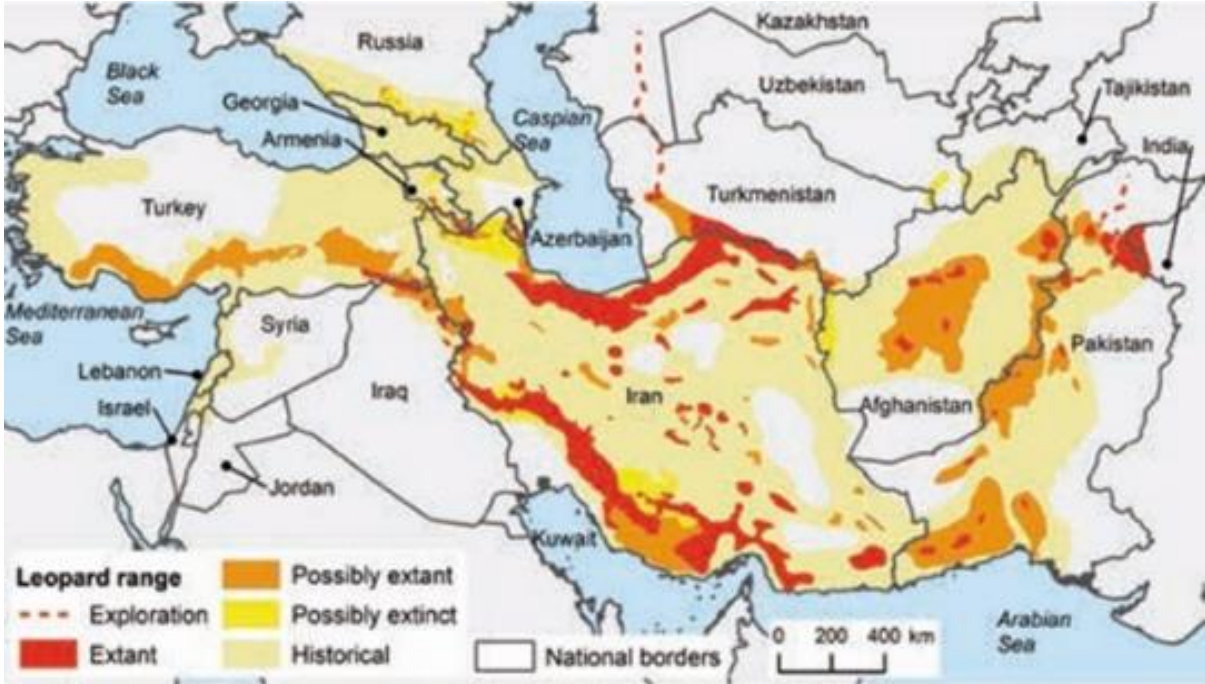 Kazakhstan
Russia
Black
Sea
Uzbekistan
Tajikistan
Georgia
Caspian
Sea
Armenia
India
Turkmenistan
Turkey
Azerbaijan
Mediterranean
Sea
Syria
Pakistan
Lebanon
Iraq
Iran
Afghanistan
Israel
Jordan
Kuwait
Leopard range
Exploration
Extant
Possibly extant
Possibly extinct
Historical
National borders
0 200 400 km
Arabian
Sea